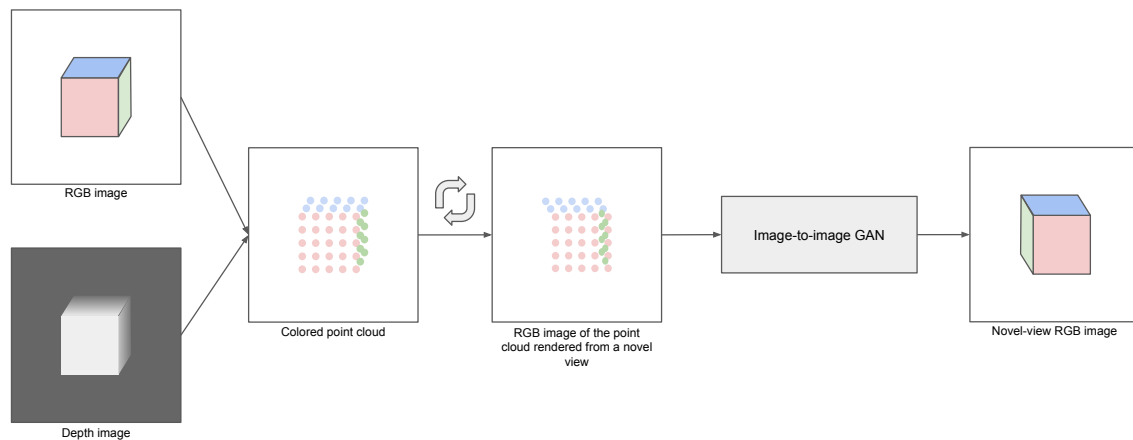 RGB image
Depth image
Colored point cloud
RGB image of the point
cloud rendered from a novel
view
Image-to-image GAN
Novel-view RGB image